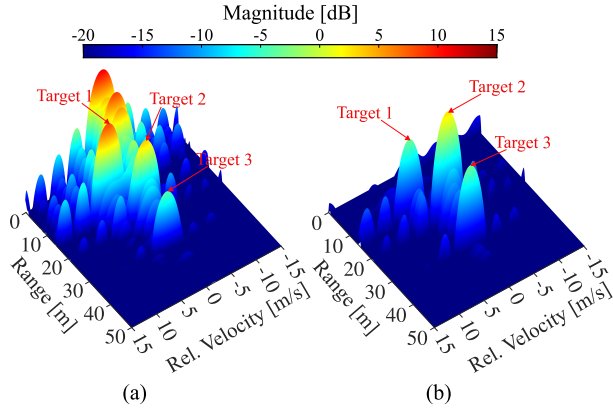 Magnitude [dB]
-20 -15 -10 -5 0 5 10 15
Target 1
Target 2
Target 3
0
10
20
30
40
50
Range [m]
15
10
5
0
-5
-10
-15
Rel. Velocity [m/s]
(a)
Target 1
Target 2
Target 3
0
10
20
30
40
50
Range [m]
15
10
5
0
-5
-10
-15
Rel. Velocity [m/s]
(b)